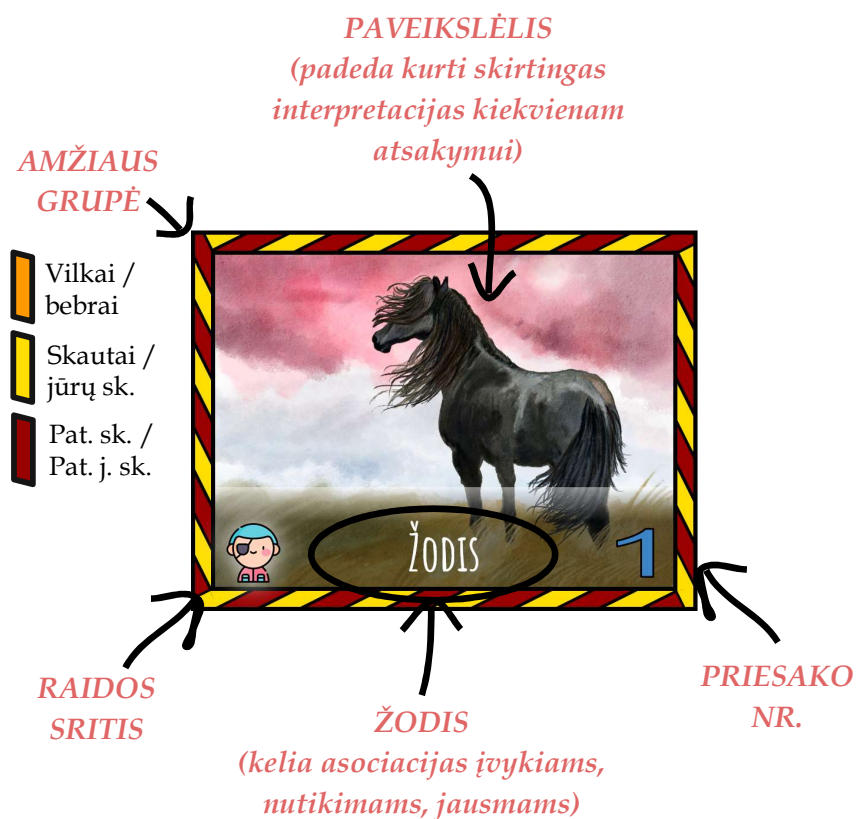 PAVEIKSLĖLIS
(padeda kurti skirtingas
interpretacijas kiekvienam
atsakymui)
AMŽIAUS
GRUPĖ
Vilkai /
bebrai
Skautai /
jūrų sk.
Pat. sk. /
Pat. j. sk.
ŽODIS
1
RAIDOS
SRITIS
ŽODIS
(kelia asociacijas įvykiams,
nutikimams, jausmams)
PRIESAKO
NR.